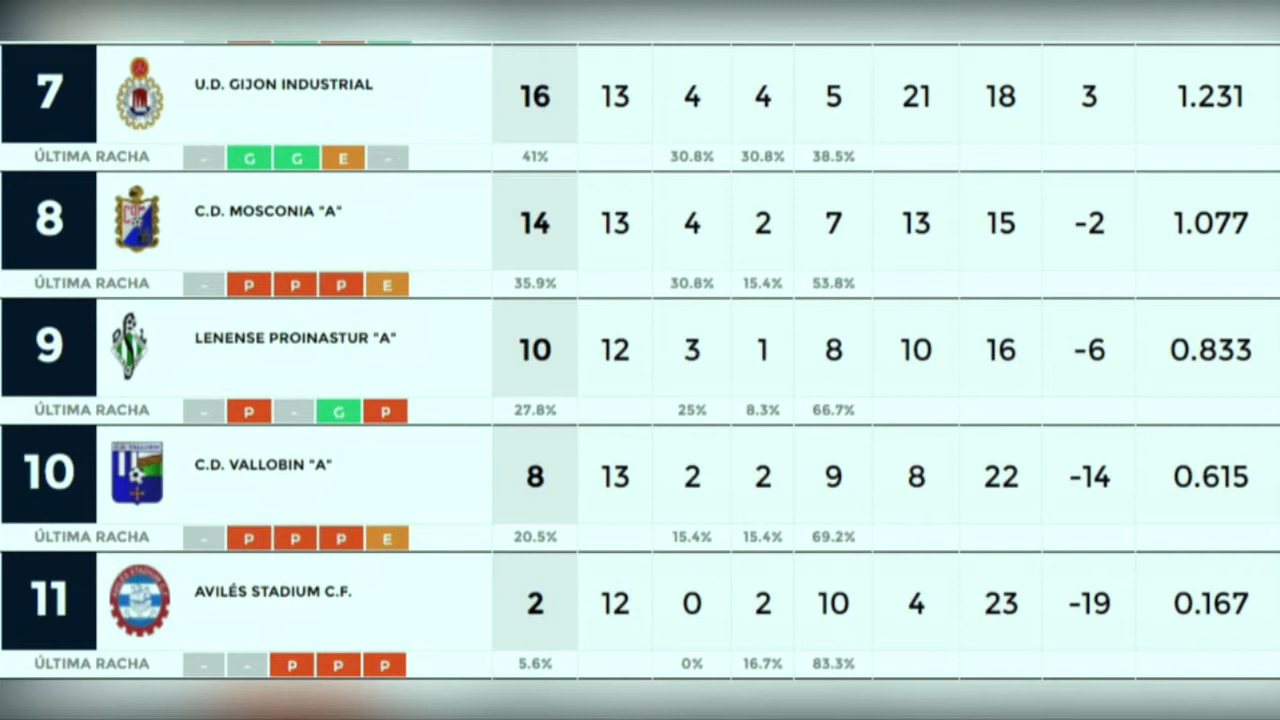 7 U.D. GIJON INDUSTRIAL 16 13 4 4 5 21 18 3 1.231
ÚLTIMA RACHA - G G E - 41% 30.8% 30.8% 38.5%
8 C.D. MOSCONIA "A" 14 13 4 2 7 13 15 -2 1.077
ÚLTIMA RACHA - P P P E 35.9% 30.8% 15.4% 53.8%
9 LENENSE PROINASTUR "A" 10 12 3 1 8 10 16 -6 0.833
ÚLTIMA RACHA - P - G P 27.8% 25% 8.3% 66.7%
10 C.D. VALLOBIN "A" 8 13 2 2 9 8 22 -14 0.615
ÚLTIMA RACHA - P P P E 20.5% 15.4% 15.4% 69.2%
11 AVILÉS STADIUM C.F. 2 12 0 2 10 4 23 -19 0.167
ÚLTIMA RACHA - - P P P 5.6% 0% 16.7% 83.3%